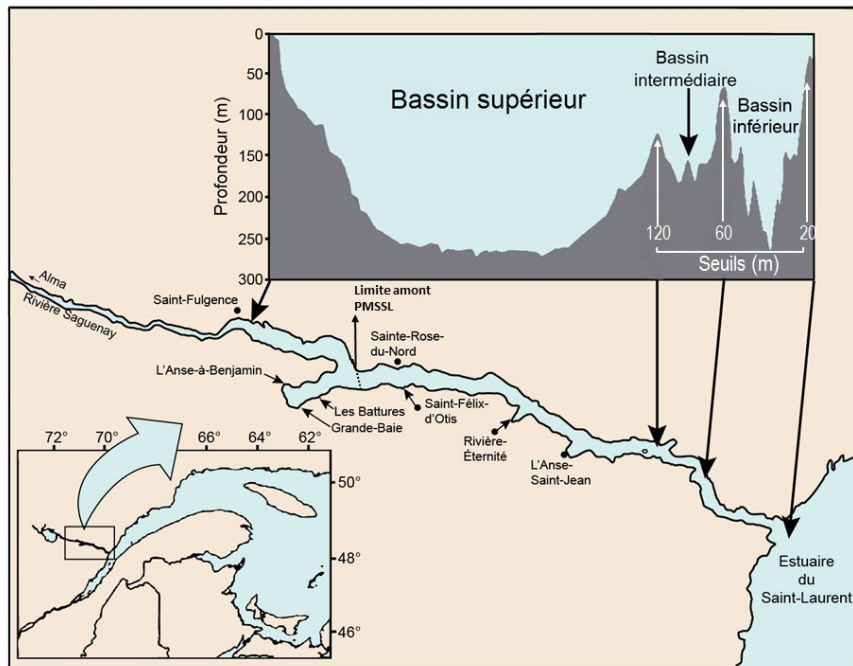 0
50
100
150
200
250
300
Profondeur (m)
Bassin supérieur
Bassin
intermédiaire
Bassin
inférieur
120
60
20
Seuils (m)
Alma
Rivière Saguenay
Saint-Fulgence
Limite amont
PMSSL
Sainte-Rose-
du-Nord
L'Anse-à-Benjamin
Les Battures
Grande-Baie
Saint-Félix-
d'Otis
Rivière-
Éternité
L'Anse-
Saint-Jean
Estuaire
du
Saint-Laurent
72° 70° 66° 64° 62°
50°
48°
46°